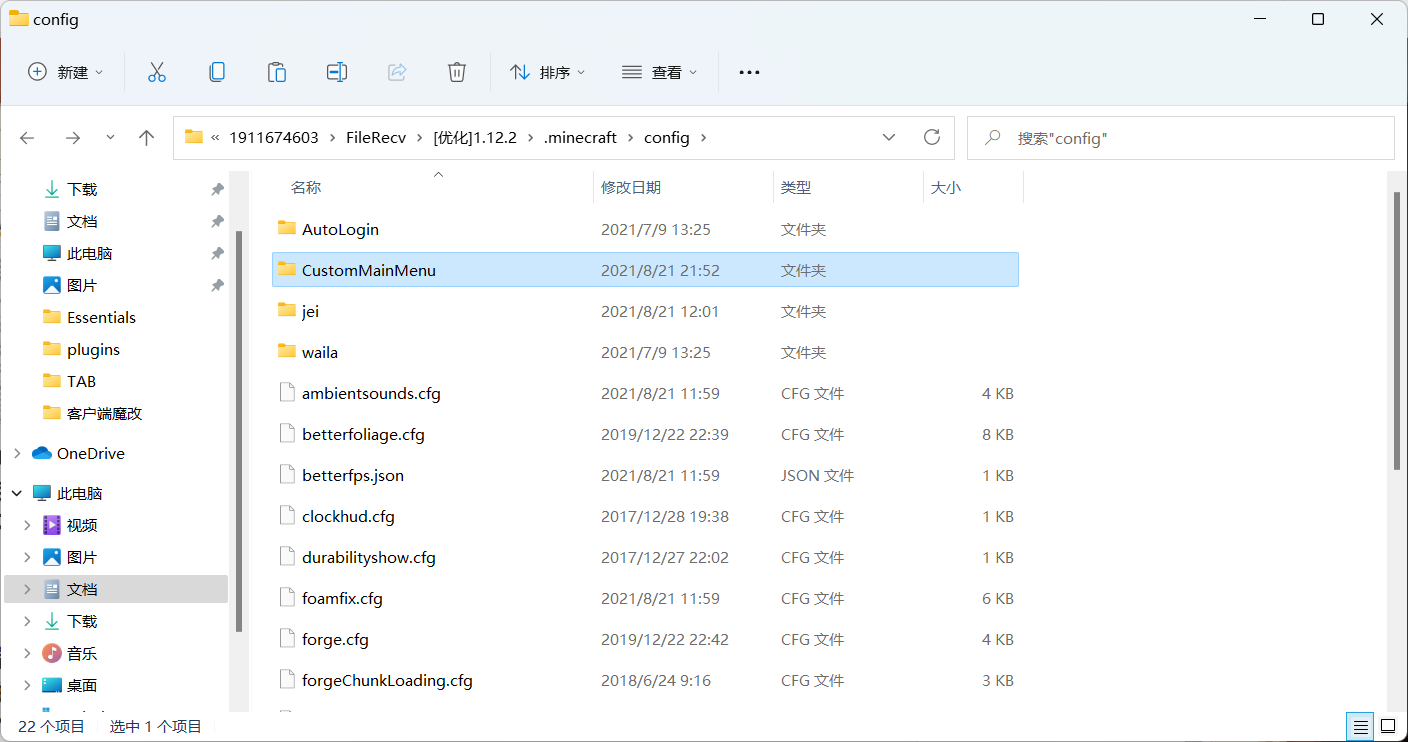 config
新建
排序
查看
« 1911674603 › FileRecv › [优化]1.12.2 › .minecraft › config ›
搜索"config"
下载
文档
此电脑
图片
Essentials
plugins
TAB
客户端魔改
OneDrive
此电脑
视频
图片
文档
下载
音乐
桌面
名称 修改日期 类型 大小
AutoLogin 2021/7/9 13:25 文件夹
CustomMainMenu 2021/8/21 21:52 文件夹
jei 2021/8/21 12:01 文件夹
waila 2021/7/9 13:25 文件夹
ambientsounds.cfg 2021/8/21 11:59 CFG 文件 4 KB
betterfoliage.cfg 2019/12/22 22:39 CFG 文件 8 KB
betterfps.json 2021/8/21 11:59 JSON 文件 1 KB
clockhud.cfg 2017/12/28 19:38 CFG 文件 1 KB
durabilityshow.cfg 2017/12/27 22:02 CFG 文件 1 KB
foamfix.cfg 2021/8/21 11:59 CFG 文件 6 KB
forge.cfg 2019/12/22 22:42 CFG 文件 4 KB
forgeChunkLoading.cfg 2018/6/24 9:16 CFG 文件 3 KB
22 个项目 选中 1 个项目